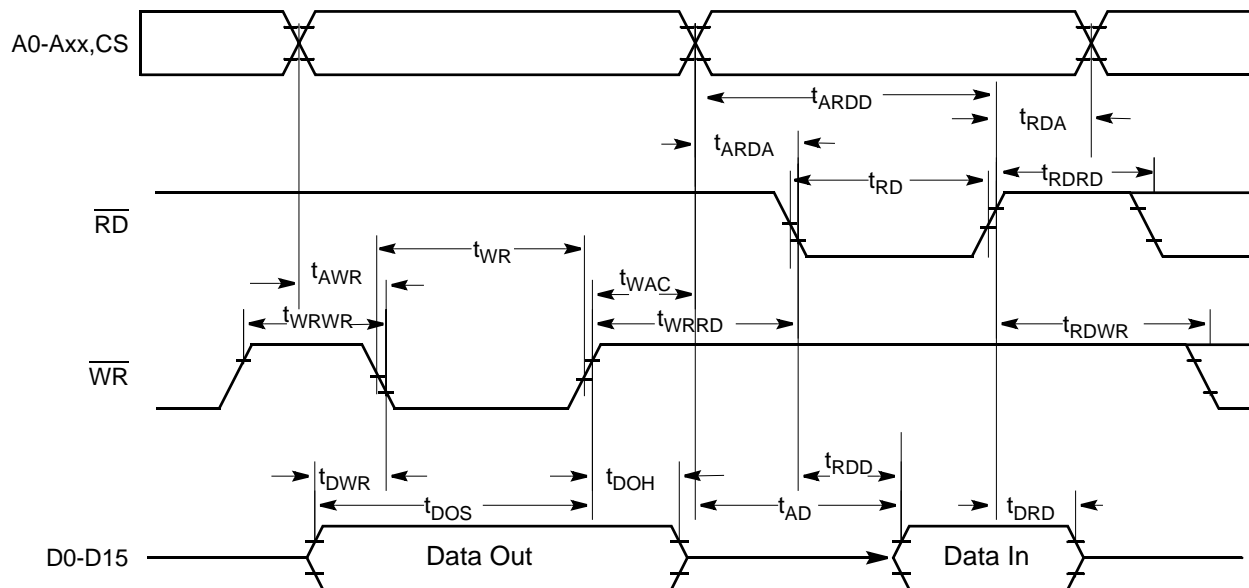 A0-Axx,CS
tARDD
tRDA
tARDA
tRD
tRDRD
RD
tWR
tAWR
tWAC
tWRWR
tWRRD
tRDWR
WR
tRDD
tDWR
tDOH
tDOS
tAD
tDRD
D0-D15
Data Out
Data In